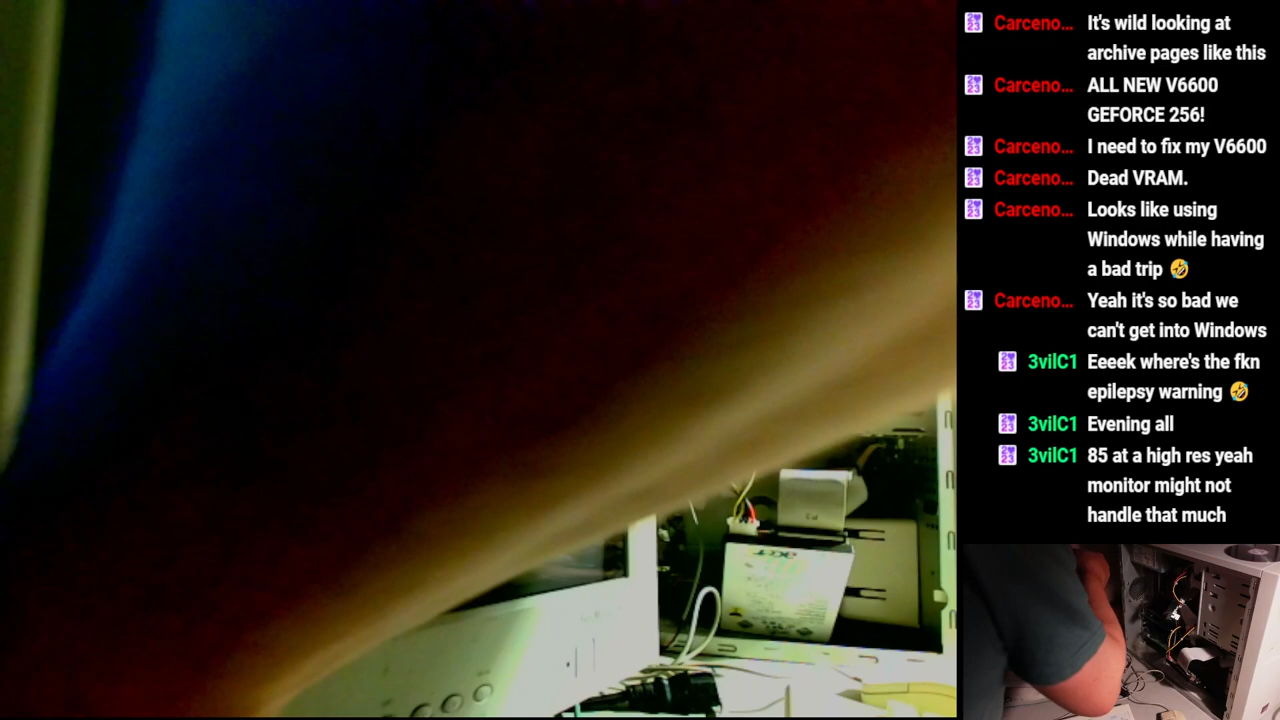 Carceno... It's wild looking at
archive pages like this
Carceno... ALL NEW V6600
GEFORCE 256!
Carceno... I need to fix my V6600
Carceno... Dead VRAM.
Carceno... Looks like using
Windows while having
a bad trip 🤣
Carceno... Yeah it's so bad we
can't get into Windows
3vilC1 Eeeek where's the fkn
epilepsy warning 🤣
3vilC1 Evening all
3vilC1 85 at a high res yeah
monitor might not
handle that much
acer